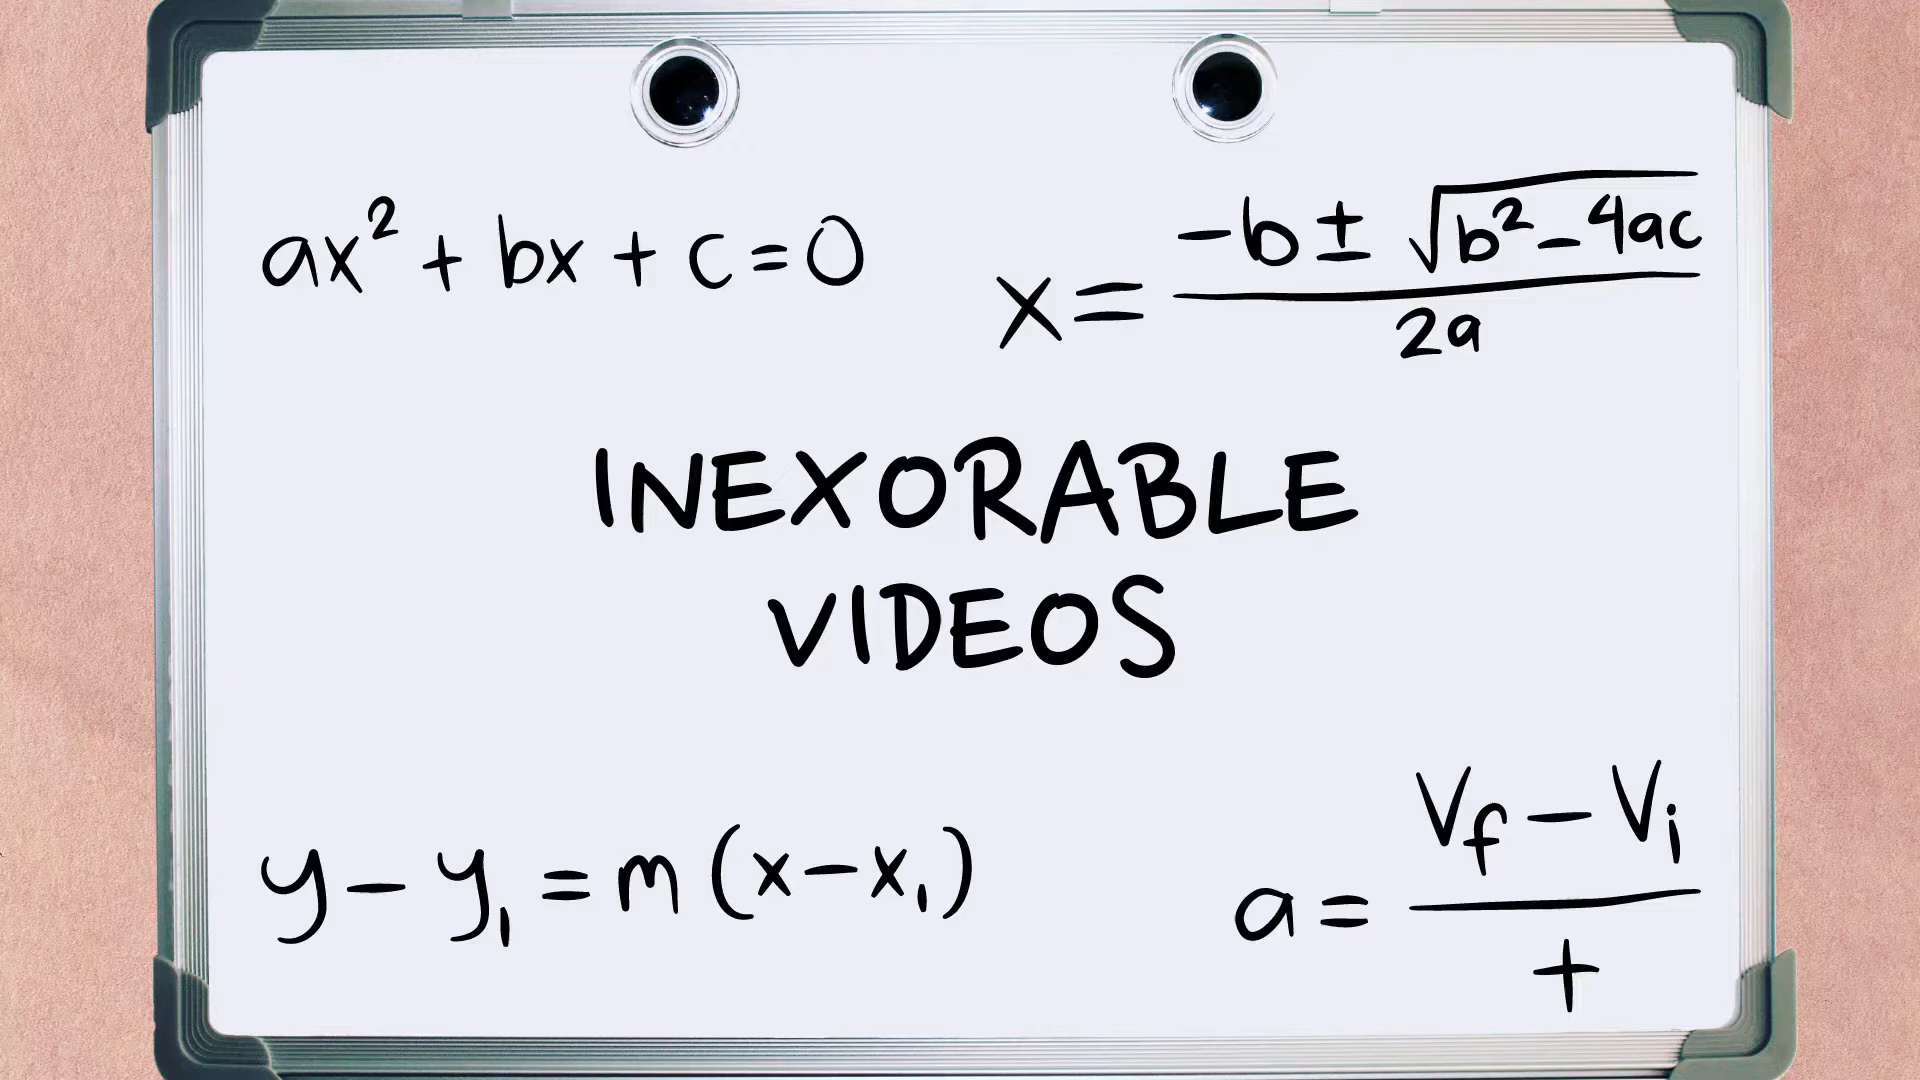 ax² + bx + c = 0
x = -b ± √b² - 4ac / 2a
INEXORABLE
VIDEOS
y - y₁ = m (x - x₁)
a = Vf - Vi / t